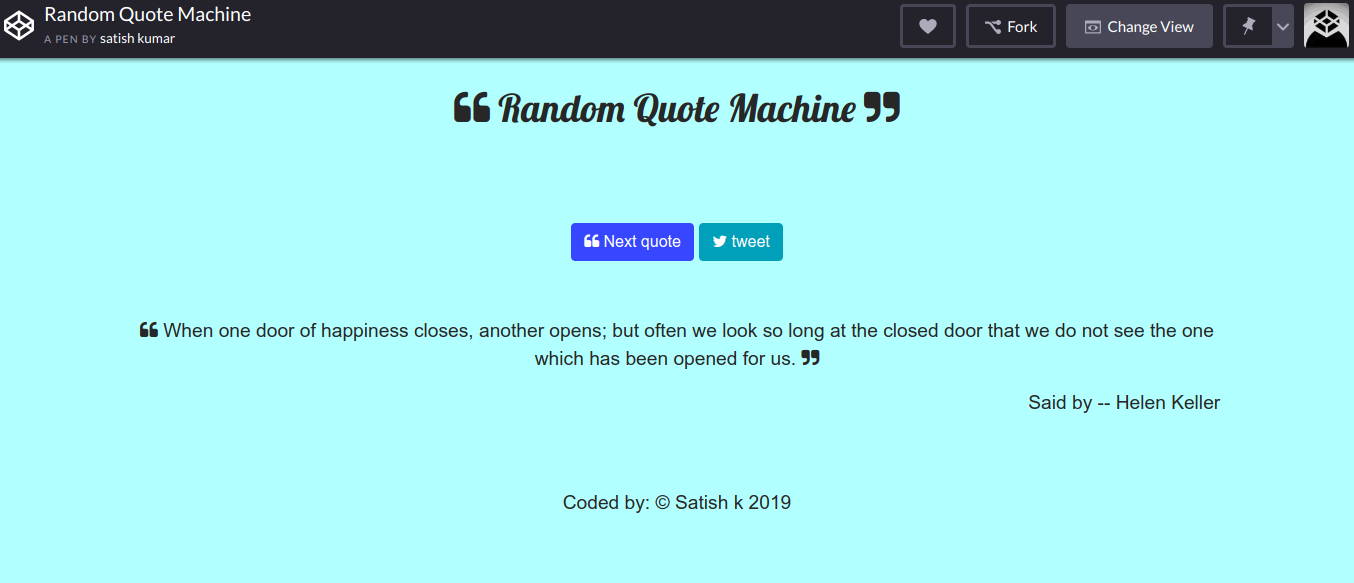 Random Quote Machine
A PEN BY satish kumar
Fork
Change View
❝ Random Quote Machine ❞
❝ Next quote
tweet
❝ When one door of happiness closes, another opens; but often we look so long at the closed door that we do not see the one
which has been opened for us. ❞
Said by -- Helen Keller
Coded by: © Satish k 2019